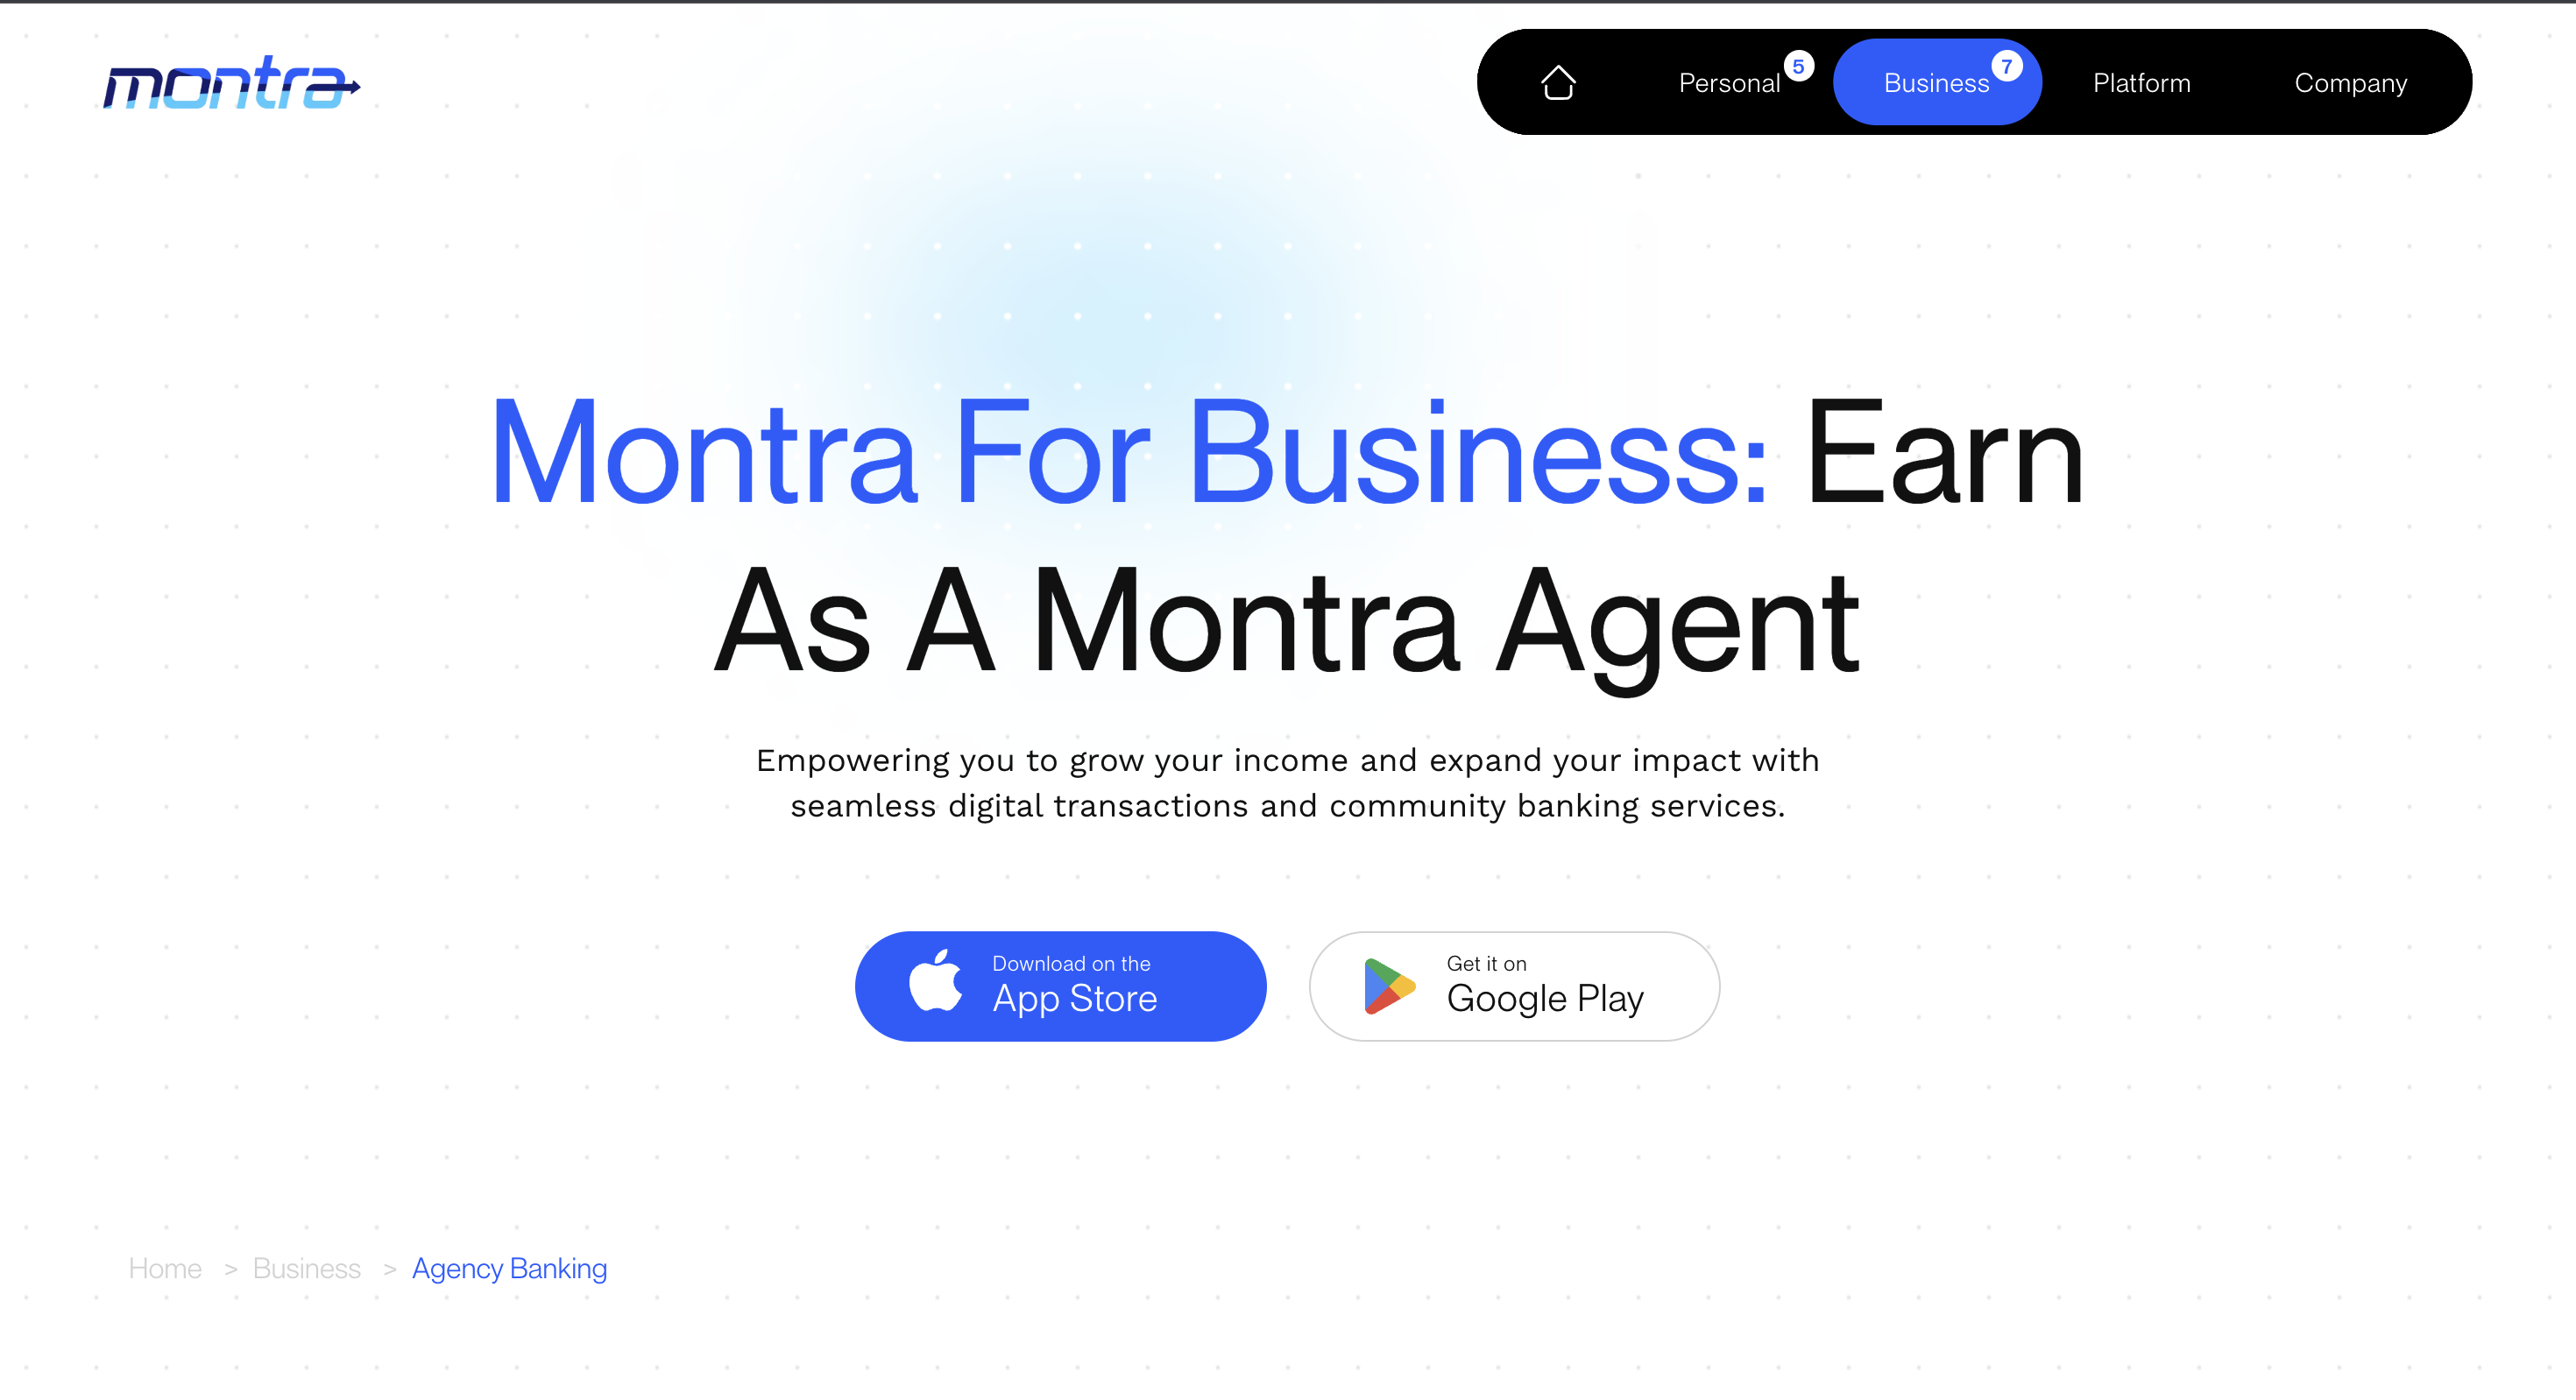 montra
Personal 5 Business 7 Platform Company
Montra For Business: Earn
As A Montra Agent
Empowering you to grow your income and expand your impact with
seamless digital transactions and community banking services.
Download on the
App Store
Get it on
Google Play
Home > Business > Agency Banking